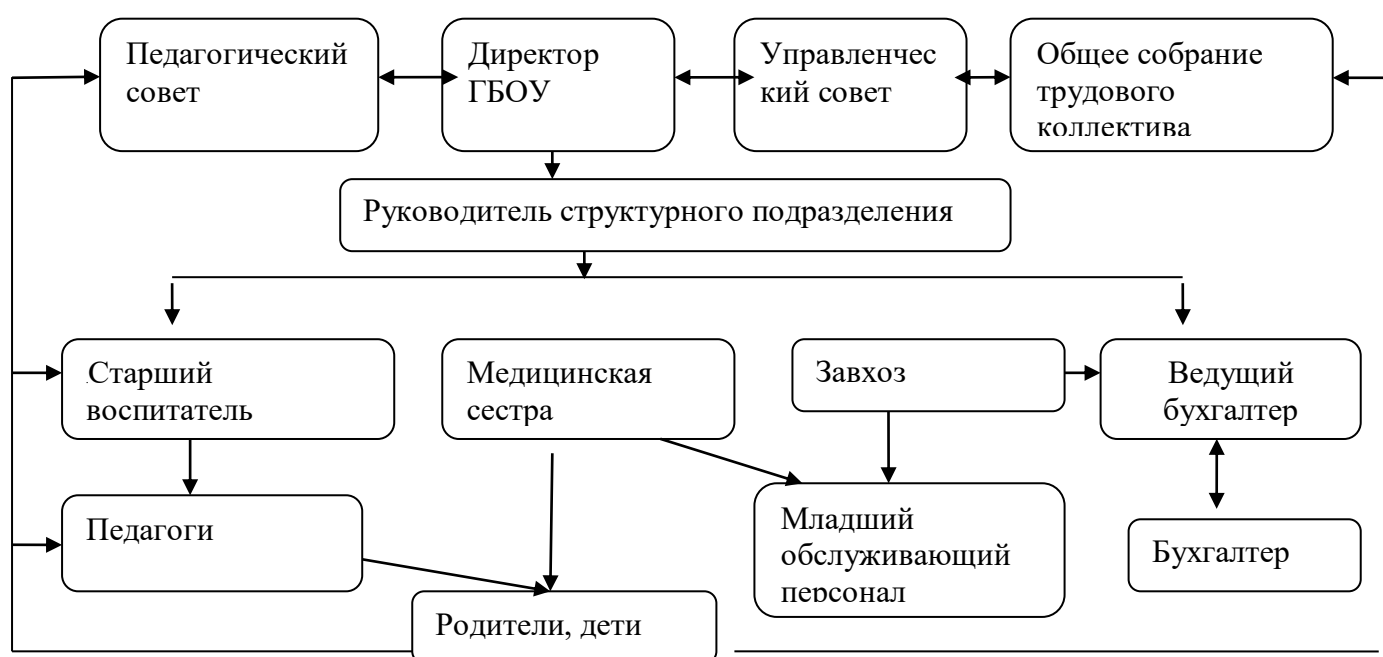 Педагогический
совет
Директор
ГБОУ
Управленчес
кий совет
Общее собрание
трудового
коллектива
Руководитель структурного подразделения
Старший
воспитатель
Медицинская
сестра
Завхоз
Ведущий
бухгалтер
Педагоги
Младший
обслуживающий
персонал
Бухгалтер
Родители, дети